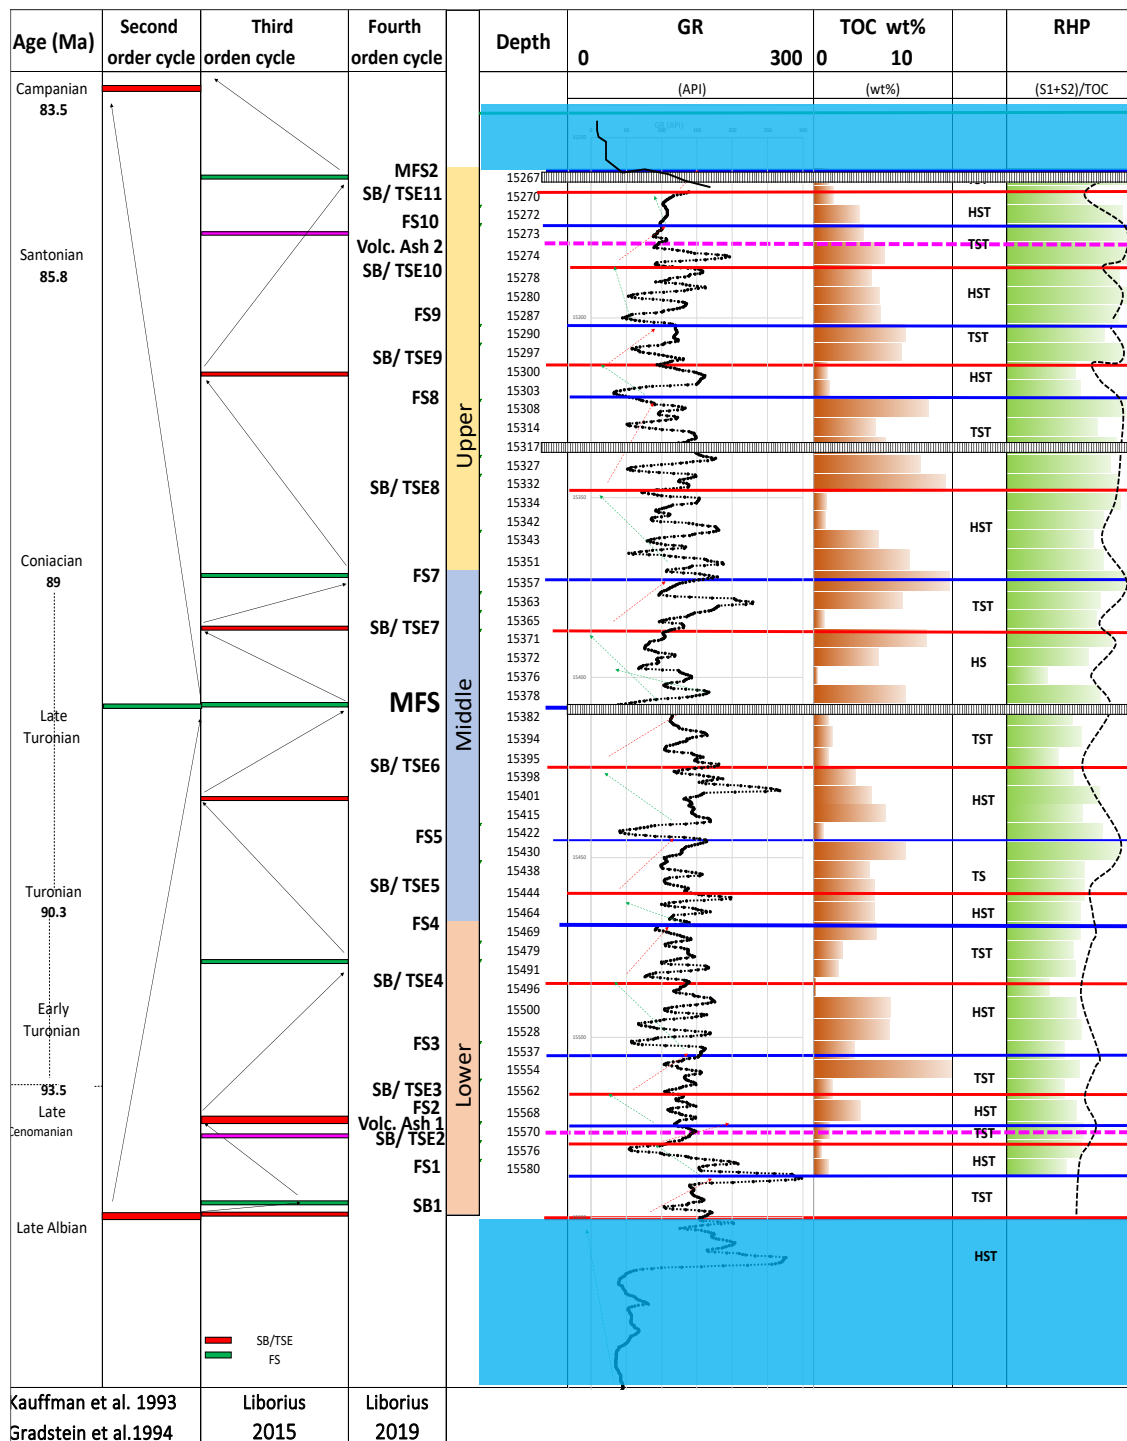 Age (Ma)
Second
order cycle
Third
orden cycle
Fourth
orden cycle
Depth
GR
0 300
(API)
TOC wt%
0 10
(wt%)
RHP
(S1+S2)/TOC
Campanian
83.5
Santonian
85.8
Coniacian
89
Late
Turonian
Turonian
90.3
Early
Turonian
93.5
Late
Cenomanian
Late Albian
MFS2
SB/ TSE11
FS10
Volc. Ash 2
SB/ TSE10
FS9
SB/ TSE9
FS8
SB/ TSE8
FS7
SB/ TSE7
MFS
SB/ TSE6
FS5
SB/ TSE5
FS4
SB/ TSE4
FS3
SB/ TSE3
FS2
Volc. Ash 1
SB/ TSE2
FS1
SB1
Upper
Middle
Lower
15267
15270
15272
15273
15274
15278
15280
15287
15290
15297
15300
15303
15308
15314
15317
15327
15332
15334
15342
15343
15351
15357
15363
15365
15371
15372
15376
15378
15382
15394
15395
15398
15401
15415
15422
15430
15438
15444
15464
15469
15479
15491
15496
15500
15528
15537
15554
15562
15568
15570
15576
15580
GR (API)
15300
15350
15400
15450
15500
HST
TST
HST
TST
HST
TST
HST
TST
HS
TST
HST
TS
HST
TST
HST
TST
HST
TST
HST
TST
HST
SB/TSE
FS
Kauffman et al. 1993
Gradstein et al.1994
Liborius
2015
Liborius
2019